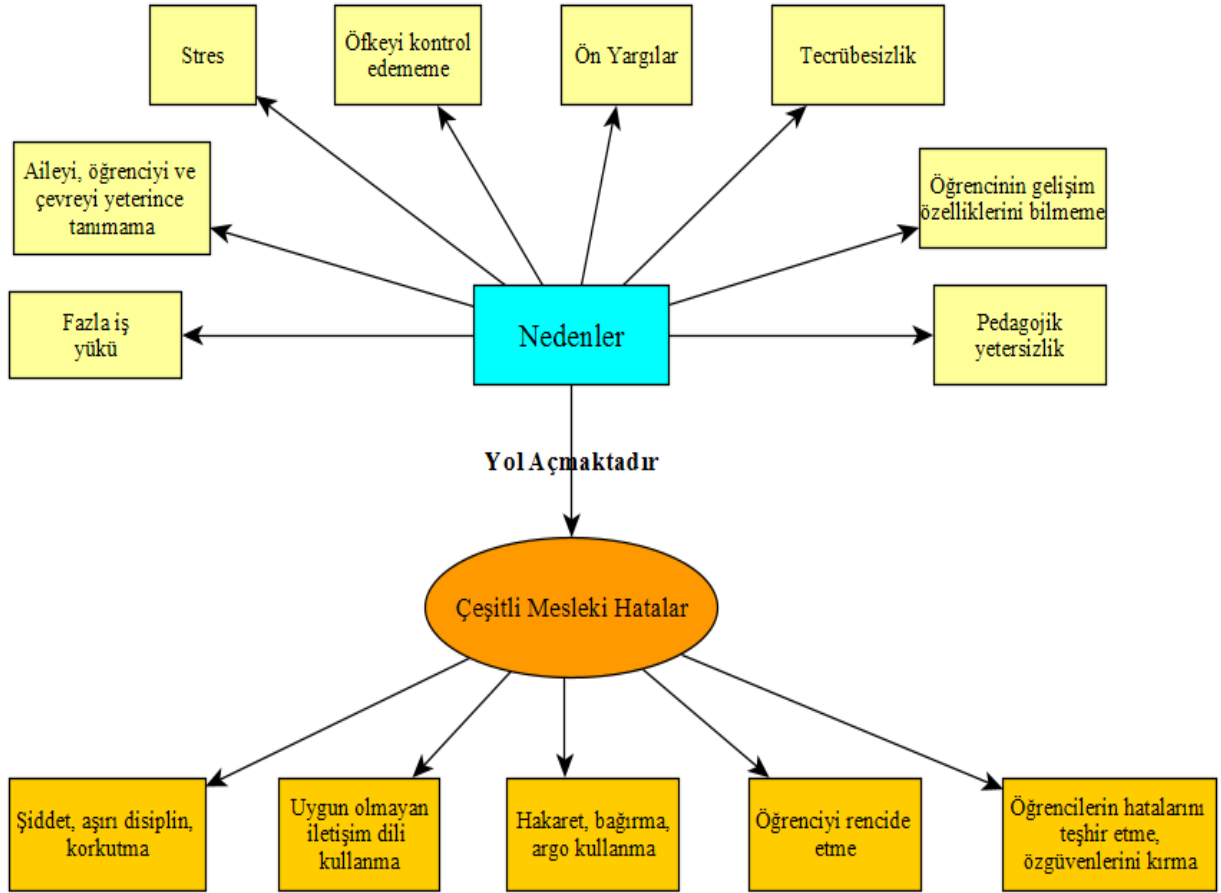 Stres
Öfkeyi kontrol
edememe
Ön Yargılar
Tecrübesizlik
Aileyi, öğrenciyi ve
çevreyi yeterince
tanımama
Öğrencinin gelişim
özelliklerini bilmeme
Fazla iş
yükü
Nedenler
Pedagojik
yetersizlik
Yol Açmaktadır
Çeşitli Mesleki Hatalar
Şiddet, aşırı disiplin,
korkutma
Uygun olmayan
iletişim dili
kullanma
Hakaret, bağırma,
argo kullanma
Öğrenciyi rencide
etme
Öğrencilerin hatalarını
teşhir etme,
özgüvenlerini kırma